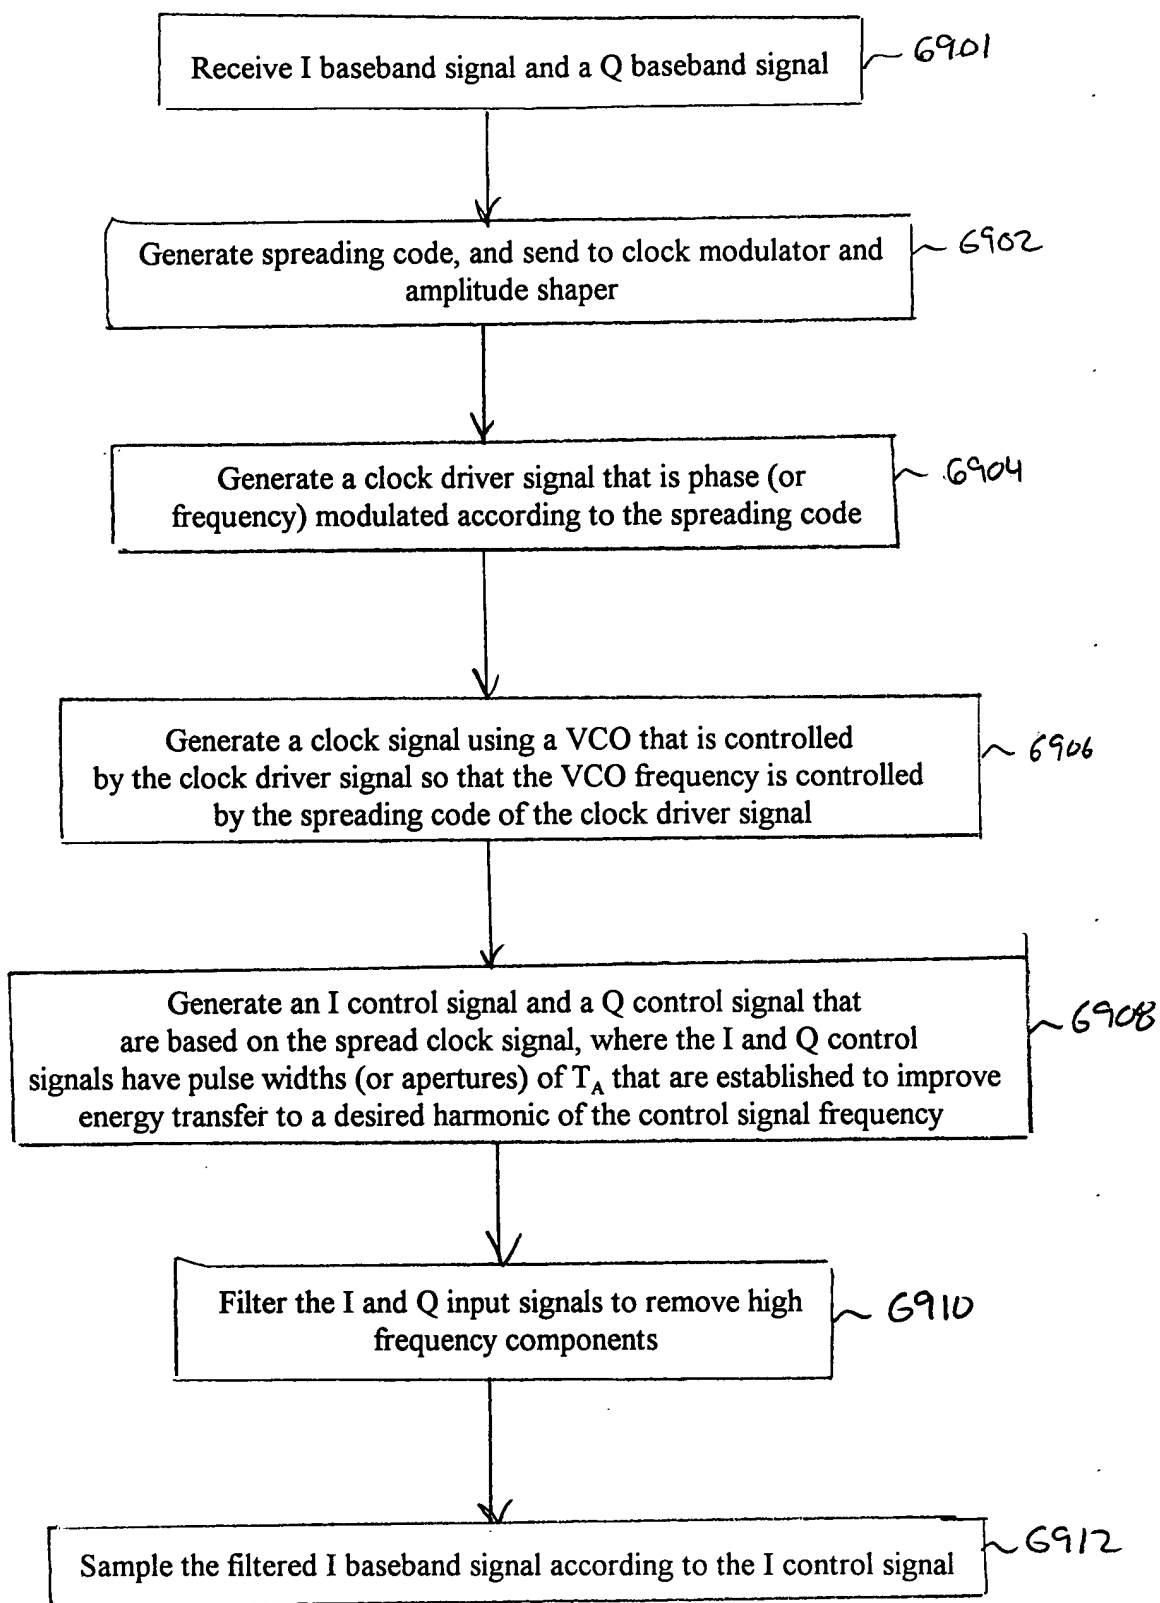 Receive I baseband signal and a Q baseband signal
6901
Generate spreading code, and send to clock modulator and
amplitude shaper
6902
Generate a clock driver signal that is phase (or
frequency) modulated according to the spreading code
6904
Generate a clock signal using a VCO that is controlled
by the clock driver signal so that the VCO frequency is controlled
by the spreading code of the clock driver signal
6906
Generate an I control signal and a Q control signal that
are based on the spread clock signal, where the I and Q control
signals have pulse widths (or apertures) of T_A that are established to improve
energy transfer to a desired harmonic of the control signal frequency
6908
Filter the I and Q input signals to remove high
frequency components
6910
Sample the filtered I baseband signal according to the I control signal
6912